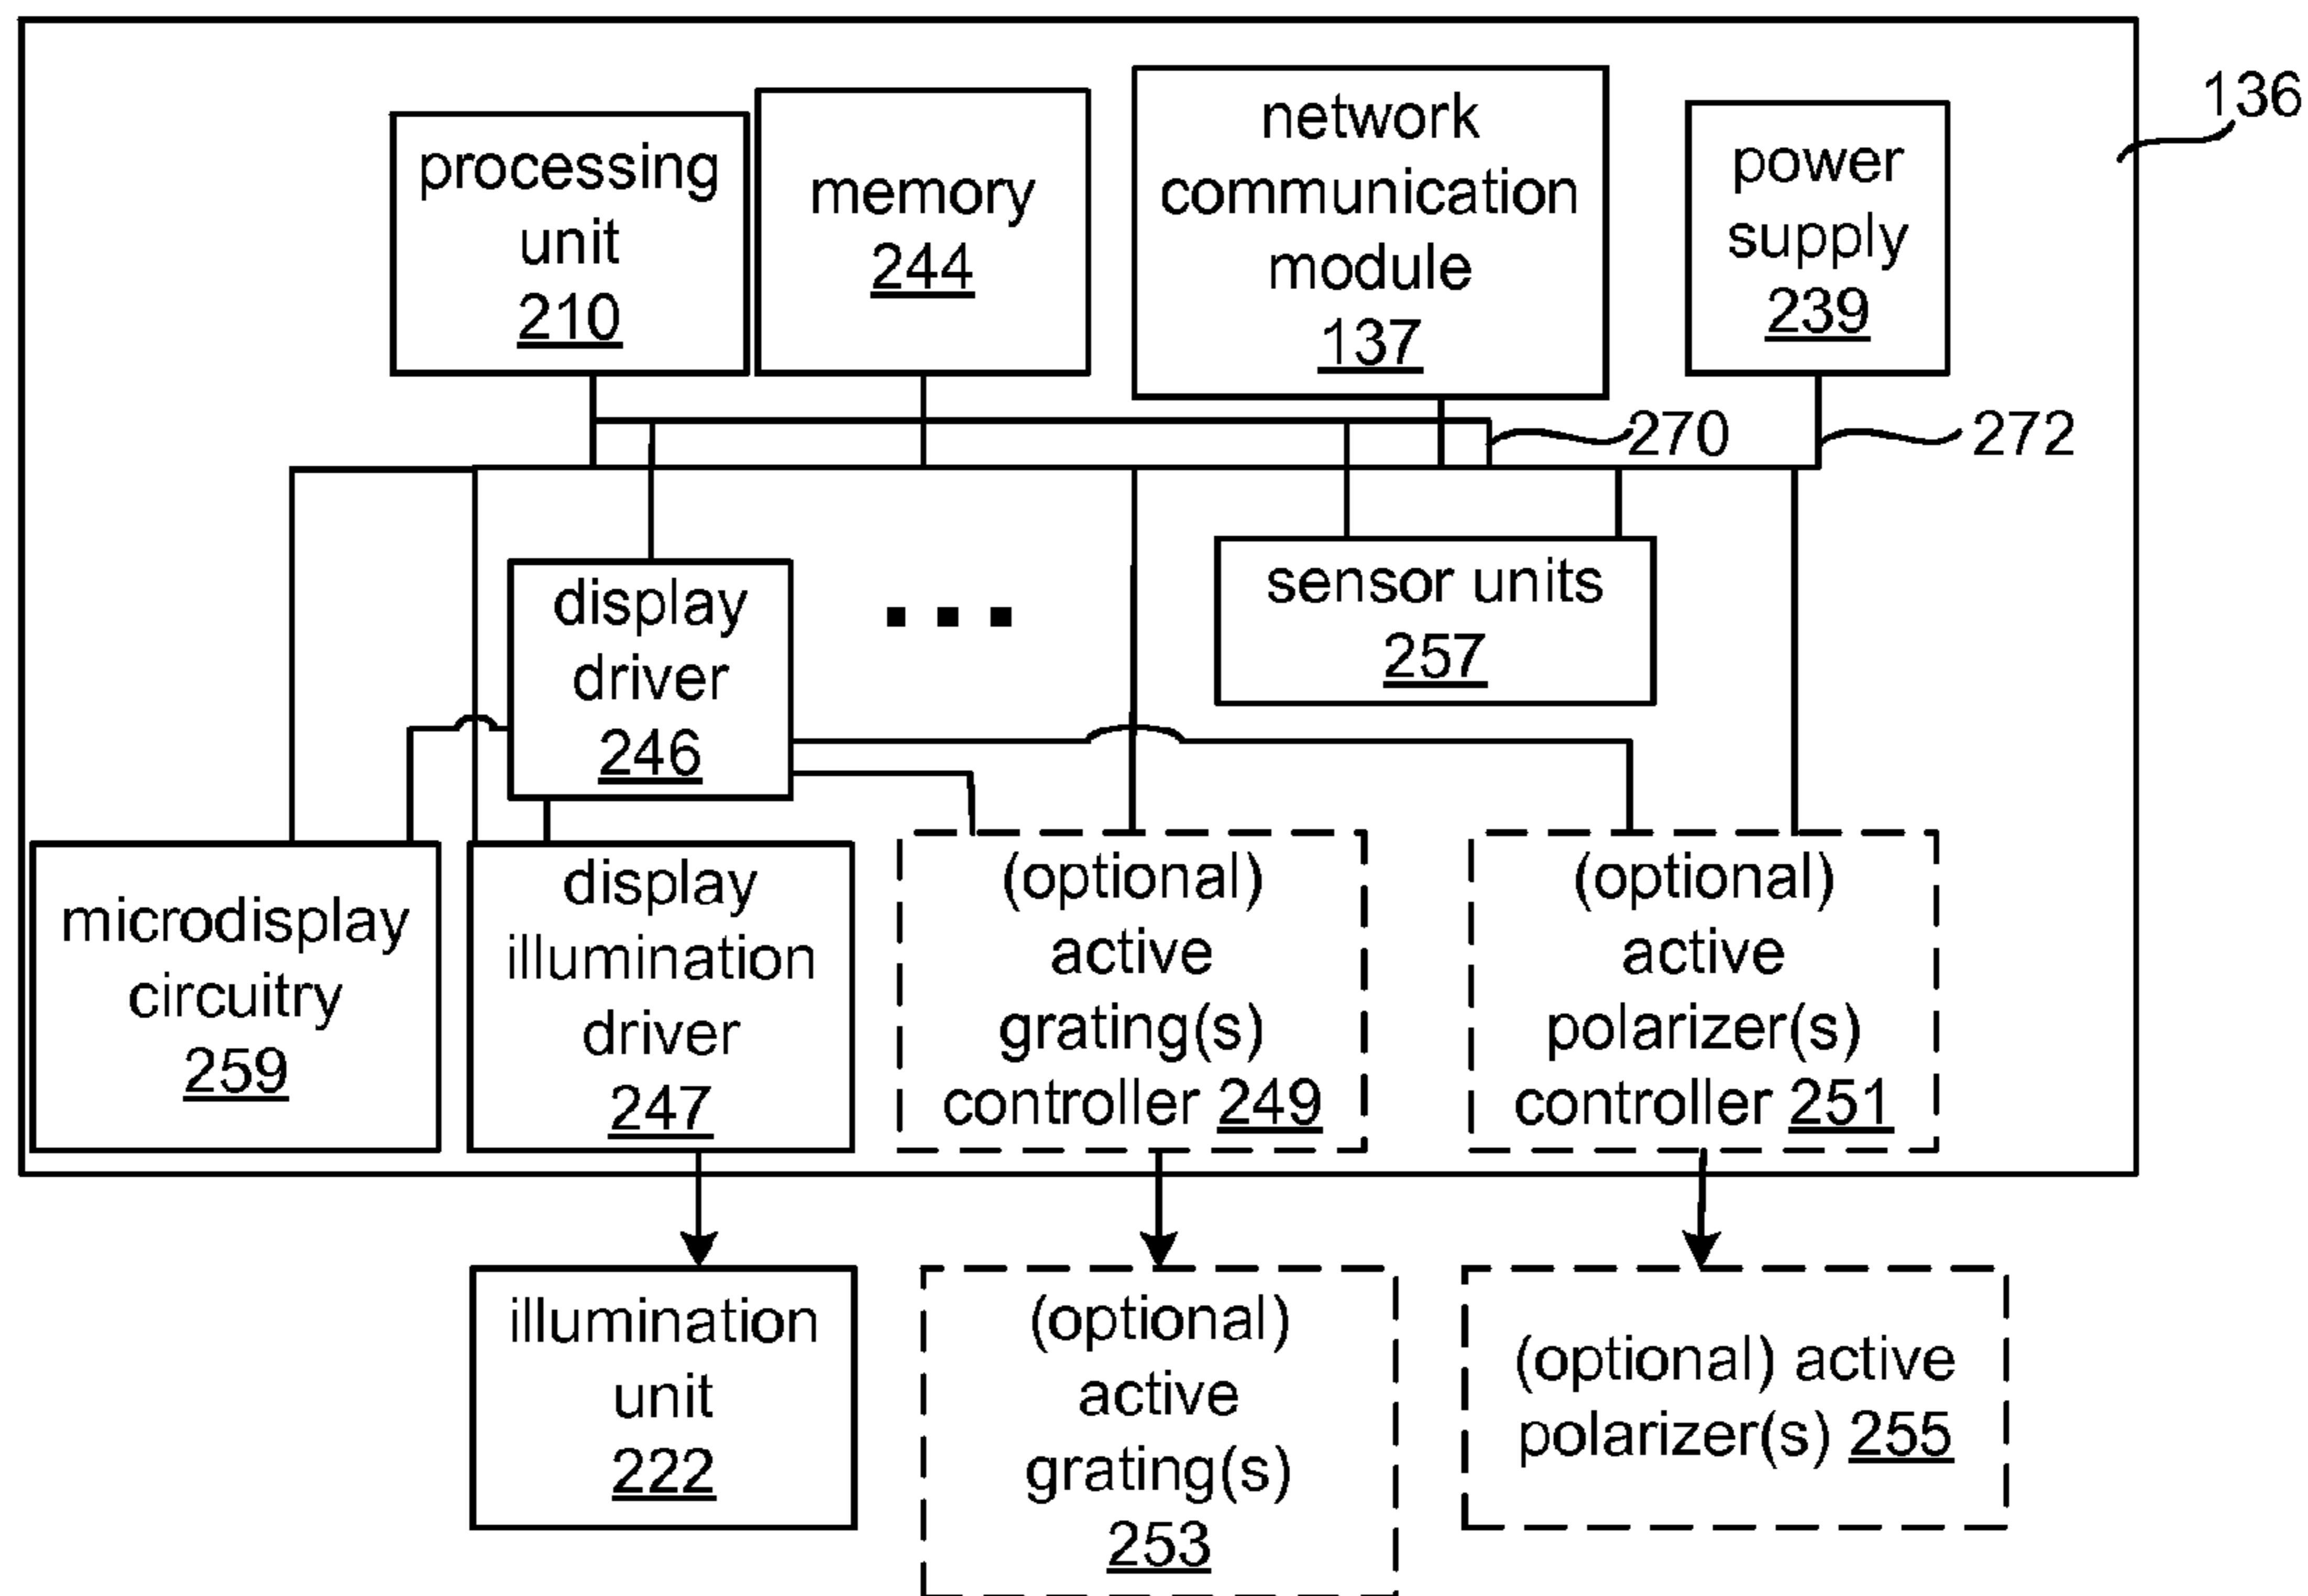 processing
unit
210
memory
244
network
communication
module
137
power
supply
239
136
270
272
display
driver
246
sensor units
257
microdisplay
circuitry
259
display
illumination
driver
247
(optional)
active
grating(s)
controller 249
(optional)
active
polarizer(s)
controller 251
illumination
unit
222
(optional)
active
grating(s)
253
(optional) active
polarizer(s) 255